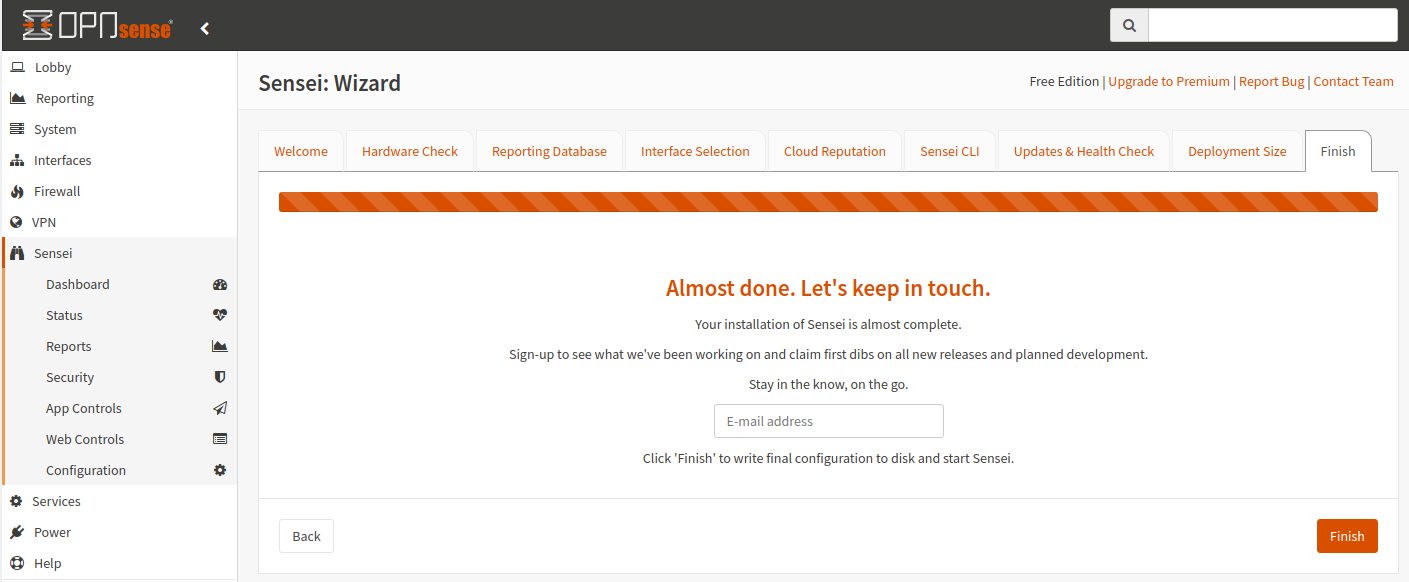 OPNsense®
Lobby
Reporting
System
Interfaces
Firewall
VPN
Sensei
Dashboard
Status
Reports
Security
App Controls
Web Controls
Configuration
Services
Power
Help
Sensei: Wizard
Free Edition | Upgrade to Premium | Report Bug | Contact Team
Welcome
Hardware Check
Reporting Database
Interface Selection
Cloud Reputation
Sensei CLI
Updates & Health Check
Deployment Size
Finish
Almost done. Let's keep in touch.
Your installation of Sensei is almost complete.
Sign-up to see what we've been working on and claim first dibs on all new releases and planned development.
Stay in the know, on the go.
E-mail address
Click 'Finish' to write final configuration to disk and start Sensei.
Back
Finish